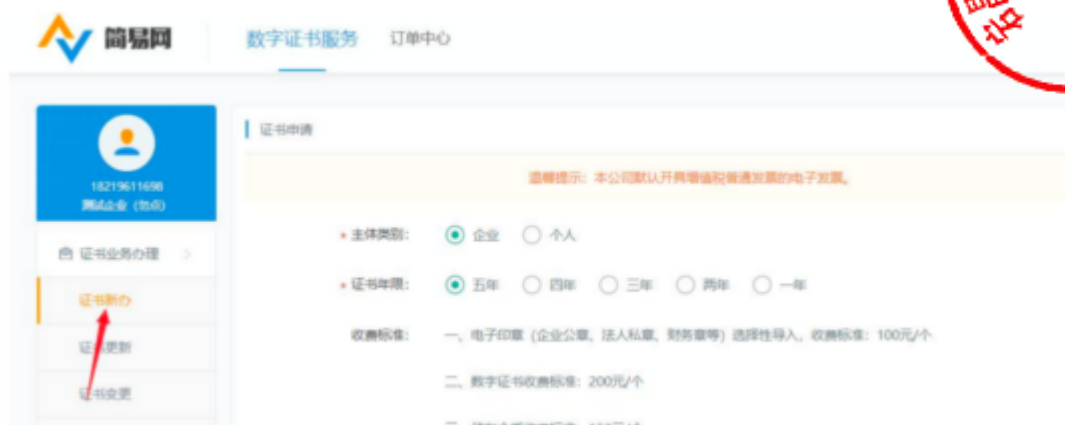 简易网
数字证书服务 订单中心
18219611698
测试企业（勿动）
证书业务办理
证书新办
证书更新
证书变更
证书申请
温馨提示：本公司默认开具增值税普通发票的电子发票。
* 主体类别： 企业 个人
* 证书年限： 五年 四年 三年 两年 一年
收费标准： 一、电子印章（企业公章、法人私章、财务章等）选择性导入，收费标准：100元/个
二、数字证书收费标准：200元/个